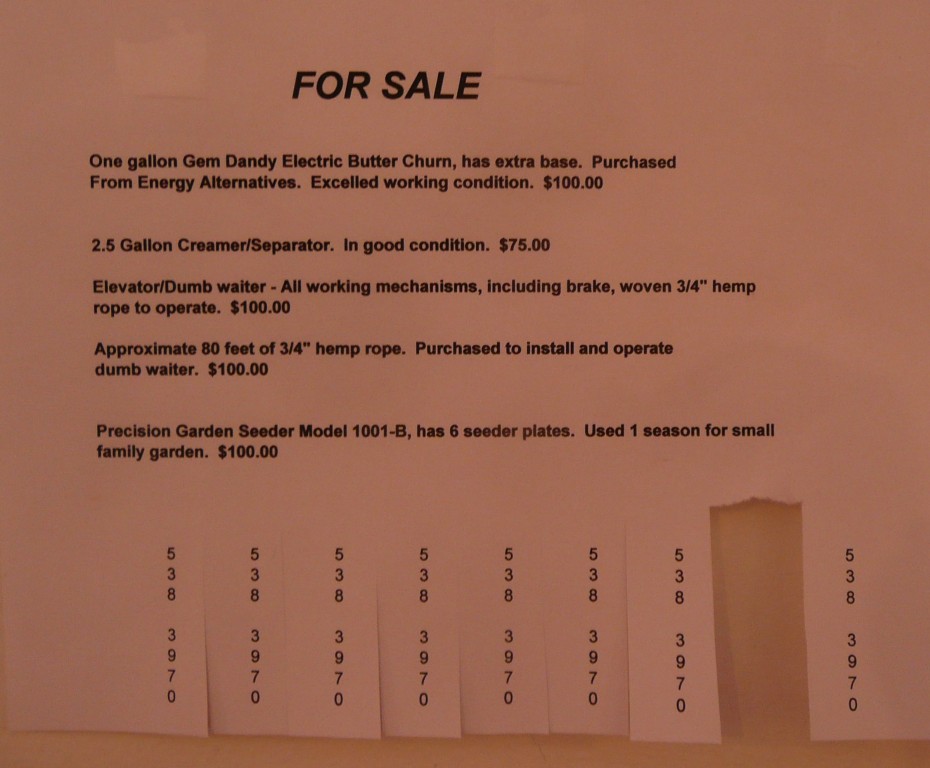 FOR SALE
One gallon Gem Dandy Electric Butter Churn, has extra base. Purchased
From Energy Alternatives. Excelled working condition. $100.00
2.5 Gallon Creamer/Separator. In good condition. $75.00
Elevator/Dumb waiter - All working mechanisms, including brake, woven 3/4" hemp
rope to operate. $100.00
Approximate 80 feet of 3/4" hemp rope. Purchased to install and operate
dumb waiter. $100.00
Precision Garden Seeder Model 1001-B, has 6 seeder plates. Used 1 season for small
family garden. $100.00
538 3970
538 3970
538 3970
538 3970
538 3970
538 3970
538 3970
538 3970